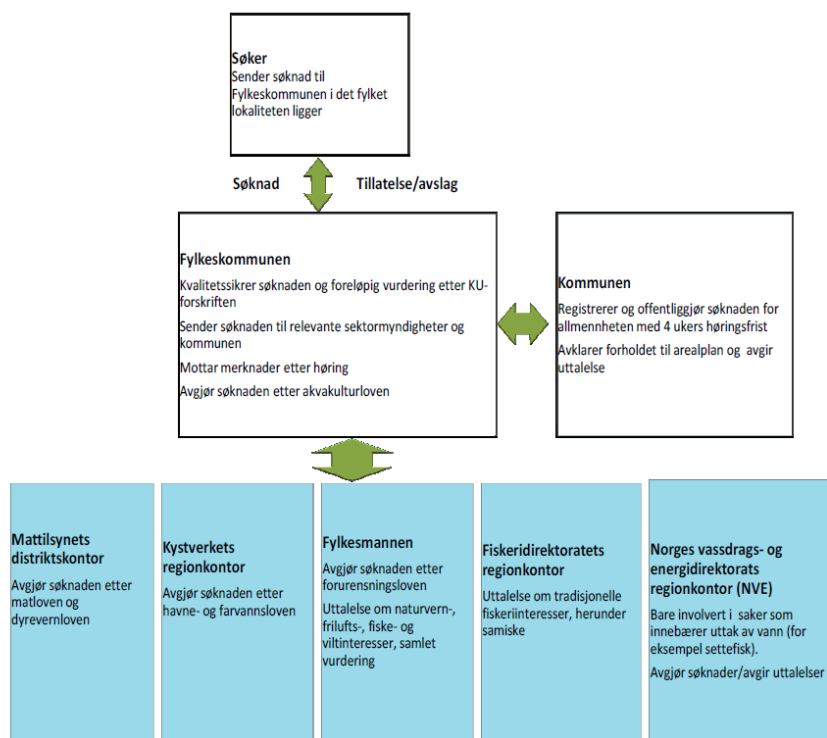 Søker
Sender søknad til
Fylkeskommunen i det fylket
lokaliteten ligger
Søknad
Tillatelse/avslag
Fylkeskommunen
Kvalitetssikrer søknaden og foreløpig vurdering etter KU-
forskriften
Sender søknaden til relevante sektormyndigheter og
kommunen
Mottar merknader etter høring
Avgjør søknaden etter akvakulturloven
Kommunen
Registrerer og offentliggjør søknaden for
allmennheten med 4 ukers høringsfrist
Avklarer forholdet til arealplan og avgir
uttalelse
Mattilsynets
distriktskontor
Avgjør søknaden etter
matloven og
dyrevernloven
Kystverkets
regionkontor
Avgjør søknaden etter
havne- og farvannsloven
Fylkesmannen
Avgjør søknaden etter
forurensningsloven
Uttalelse om naturvern-,
frilufts-, fiske- og
viltinteresser, samlet
vurdering
Fiskeridirektoratets
regionkontor
Uttalelse om tradisjonelle
fiskeriinteresser, herunder
samiske
Norges vassdrags- og
energidirektorats
regionkontor (NVE)
Bare involvert i saker som
innebærer uttak av vann (for
eksempel settefisk).
Avgjør søknader/avgir uttalelser